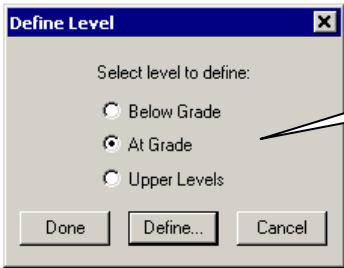 Define Level
Select level to define:
Below Grade
At Grade
Upper Levels
Done Define... Cancel